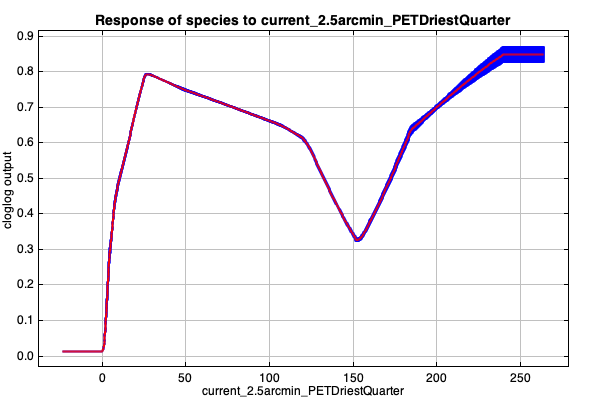 Response of species to current_2.5arcmin_PETDriestQuarter
0.9
0.8
0.7
0.6
0.5
0.4
0.3
0.2
0.1
0.0
cloglog output
0 50 100 150 200 250
current_2.5arcmin_PETDriestQuarter